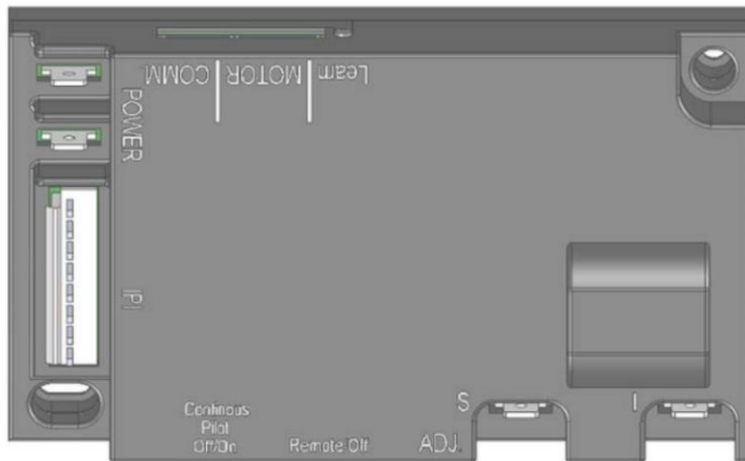 COMM.
MOTOR
Learn
POWER
IPI
S
I
Continous
Pilot
Off/On
Remote Off
ADJ.